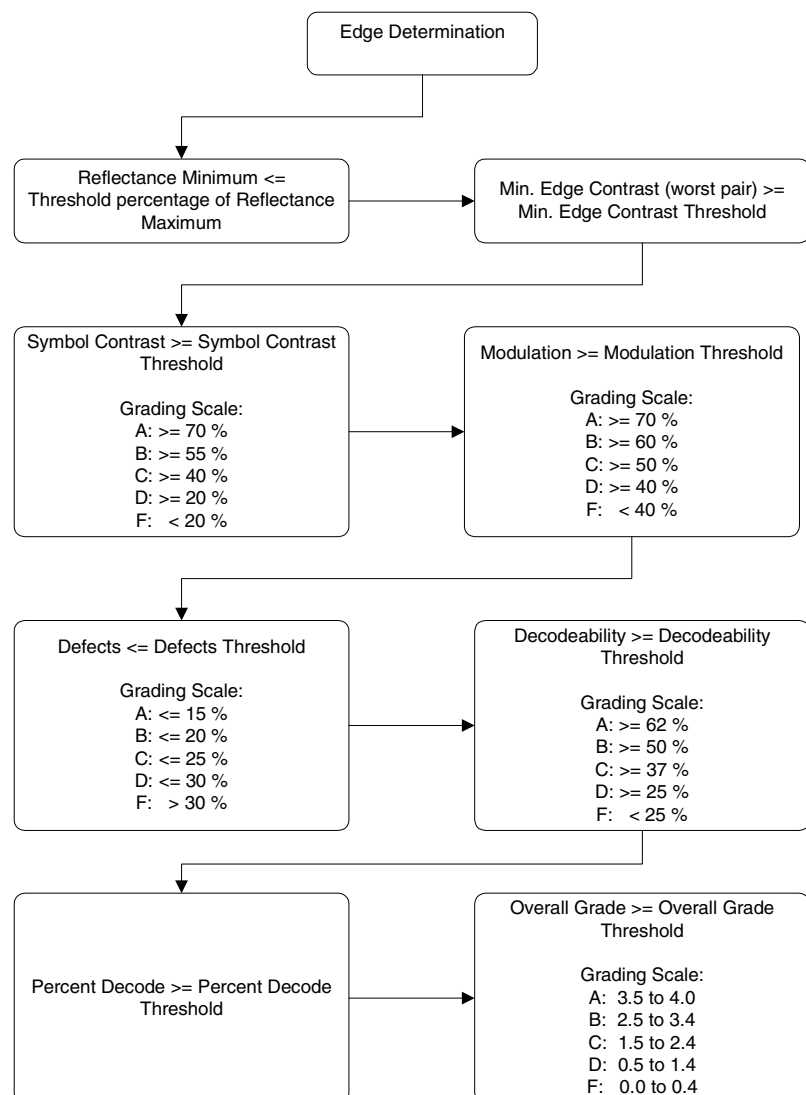 Edge Determination
Reflectance Minimum <=
Threshold percentage of Reflectance
Maximum
Min. Edge Contrast (worst pair) >=
Min. Edge Contrast Threshold
Symbol Contrast >= Symbol Contrast
Threshold
Grading Scale:
A: >= 70 %
B: >= 55 %
C: >= 40 %
D: >= 20 %
F: < 20 %
Modulation >= Modulation Threshold
Grading Scale:
A: >= 70 %
B: >= 60 %
C: >= 50 %
D: >= 40 %
F: < 40 %
Defects <= Defects Threshold
Grading Scale:
A: <= 15 %
B: <= 20 %
C: <= 25 %
D: <= 30 %
F: > 30 %
Decodeability >= Decodeability
Threshold
Grading Scale:
A: >= 62 %
B: >= 50 %
C: >= 37 %
D: >= 25 %
F: < 25 %
Percent Decode >= Percent Decode
Threshold
Overall Grade >= Overall Grade
Threshold
Grading Scale:
A: 3.5 to 4.0
B: 2.5 to 3.4
C: 1.5 to 2.4
D: 0.5 to 1.4
F: 0.0 to 0.4